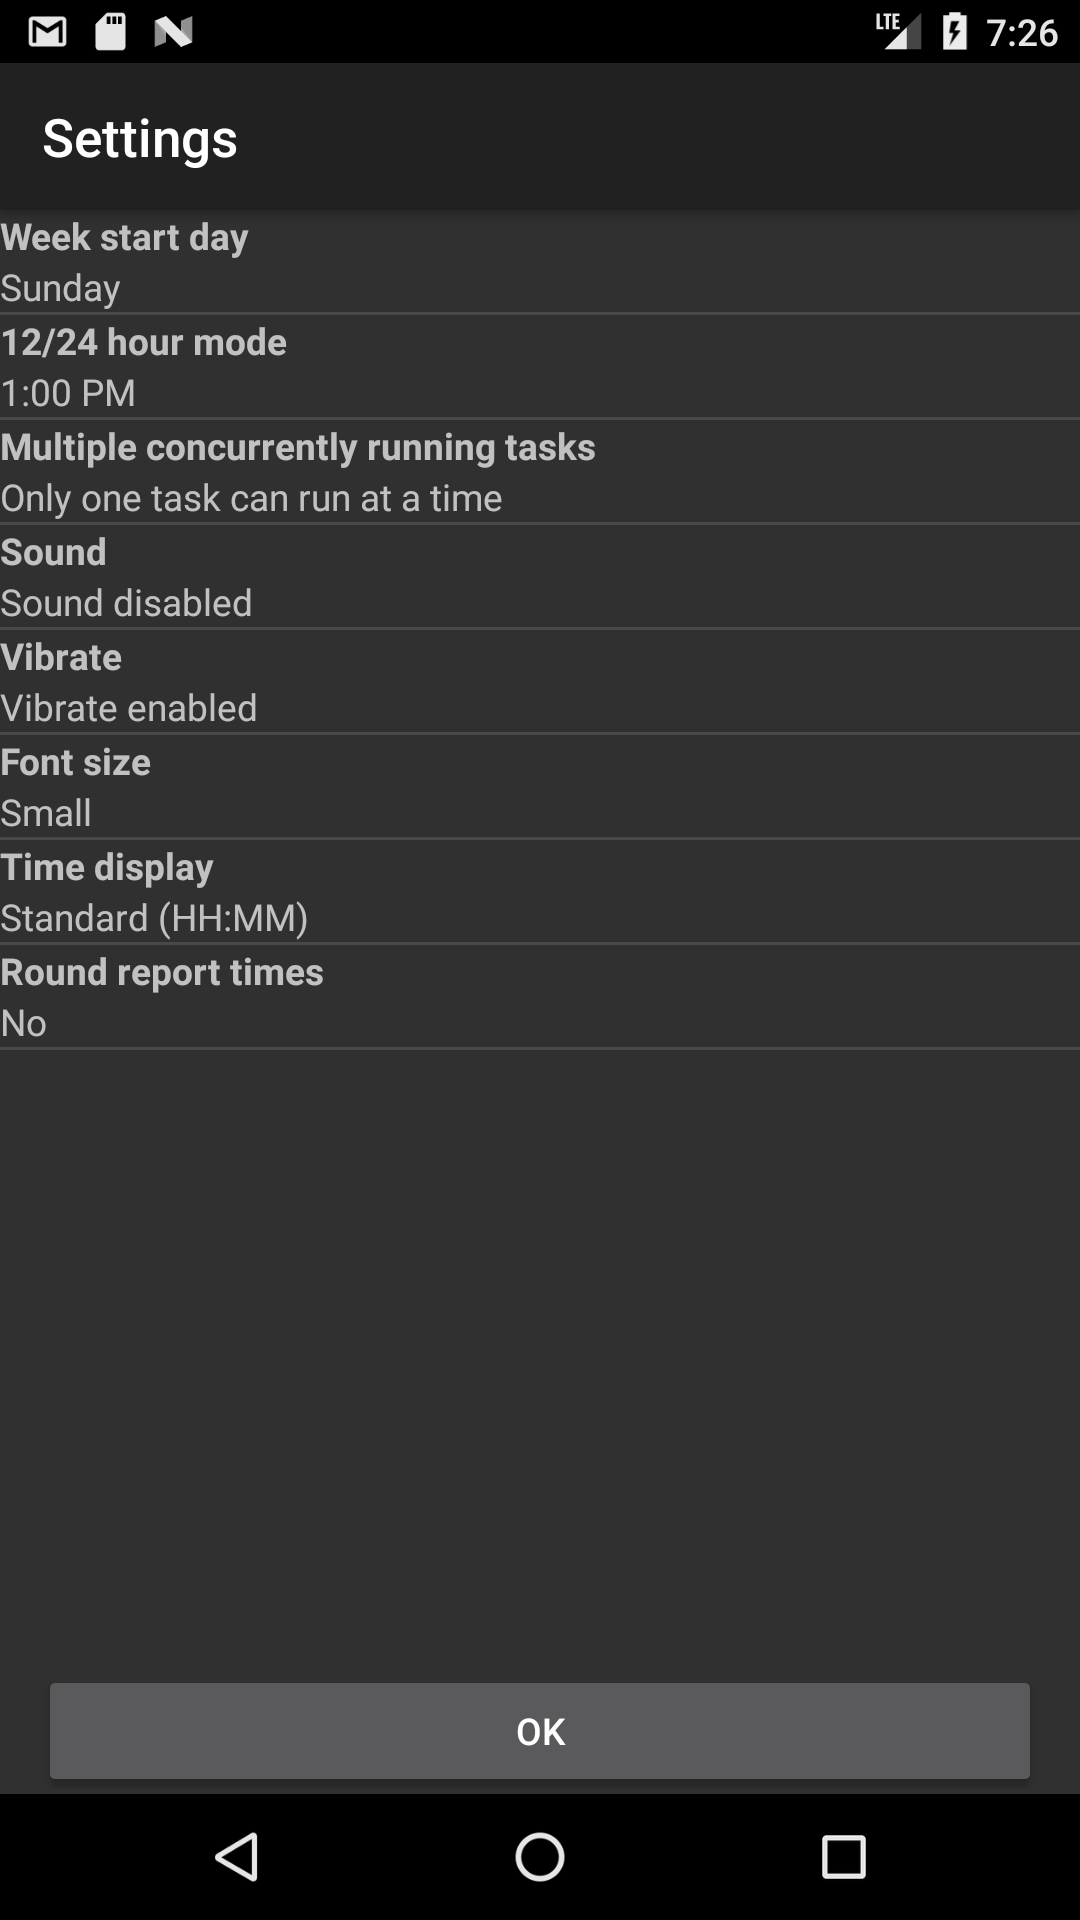 LTE 7:26
Settings
Week start day
Sunday
12/24 hour mode
1:00 PM
Multiple concurrently running tasks
Only one task can run at a time
Sound
Sound disabled
Vibrate
Vibrate enabled
Font size
Small
Time display
Standard (HH:MM)
Round report times
No
OK